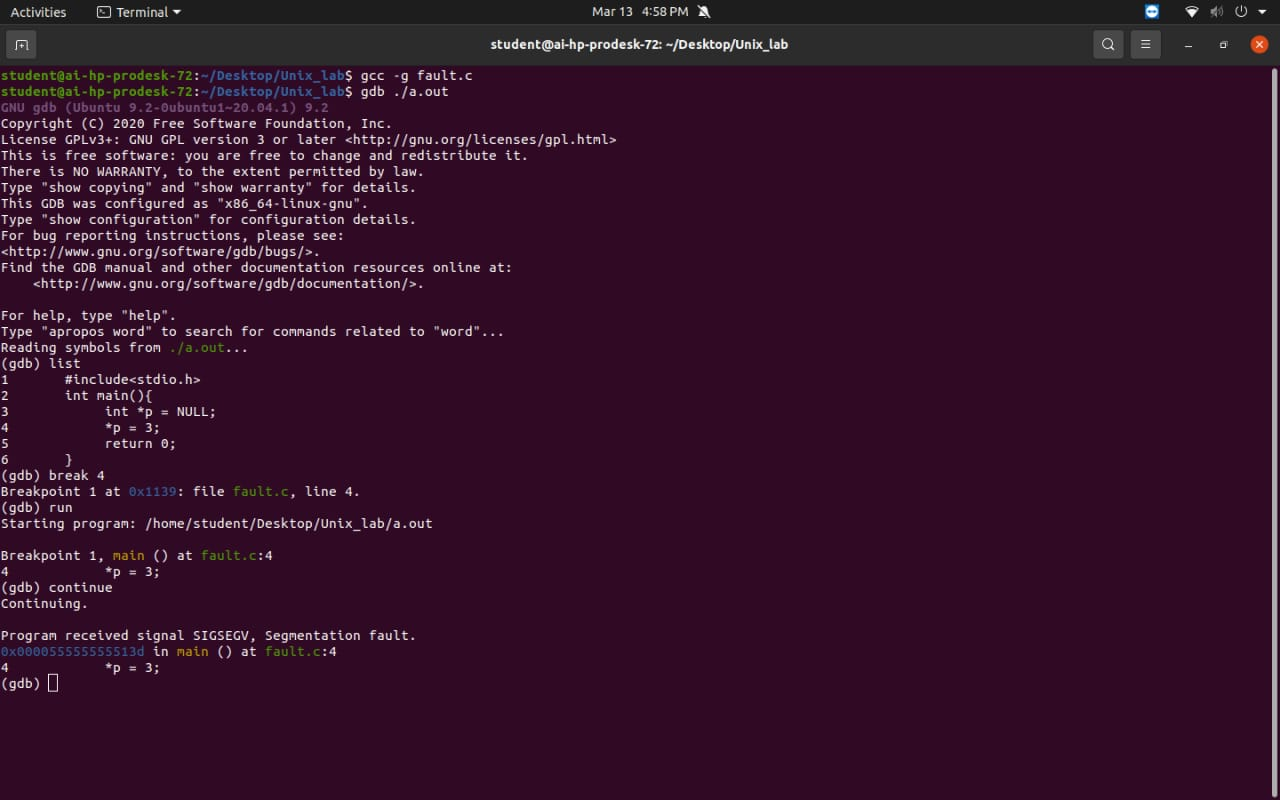 Activities Terminal Mar 13 4:58 PM
student@ai-hp-prodesk-72: ~/Desktop/Unix_lab
student@ai-hp-prodesk-72:~/Desktop/Unix_lab$ gcc -g fault.c
student@ai-hp-prodesk-72:~/Desktop/Unix_lab$ gdb ./a.out
GNU gdb (Ubuntu 9.2-0ubuntu1~20.04.1) 9.2
Copyright (C) 2020 Free Software Foundation, Inc.
License GPLv3+: GNU GPL version 3 or later <http://gnu.org/licenses/gpl.html>
This is free software: you are free to change and redistribute it.
There is NO WARRANTY, to the extent permitted by law.
Type "show copying" and "show warranty" for details.
This GDB was configured as "x86_64-linux-gnu".
Type "show configuration" for configuration details.
For bug reporting instructions, please see:
<http://www.gnu.org/software/gdb/bugs/>.
Find the GDB manual and other documentation resources online at:
    <http://www.gnu.org/software/gdb/documentation/>.

For help, type "help".
Type "apropos word" to search for commands related to "word"...
Reading symbols from ./a.out...
(gdb) list
1       #include<stdio.h>
2       int main(){
3            int *p = NULL;
4            *p = 3;
5            return 0;
6       }
(gdb) break 4
Breakpoint 1 at 0x1139: file fault.c, line 4.
(gdb) run
Starting program: /home/student/Desktop/Unix_lab/a.out

Breakpoint 1, main () at fault.c:4
4            *p = 3;
(gdb) continue
Continuing.

Program received signal SIGSEGV, Segmentation fault.
0x000055555555513d in main () at fault.c:4
4            *p = 3;
(gdb)